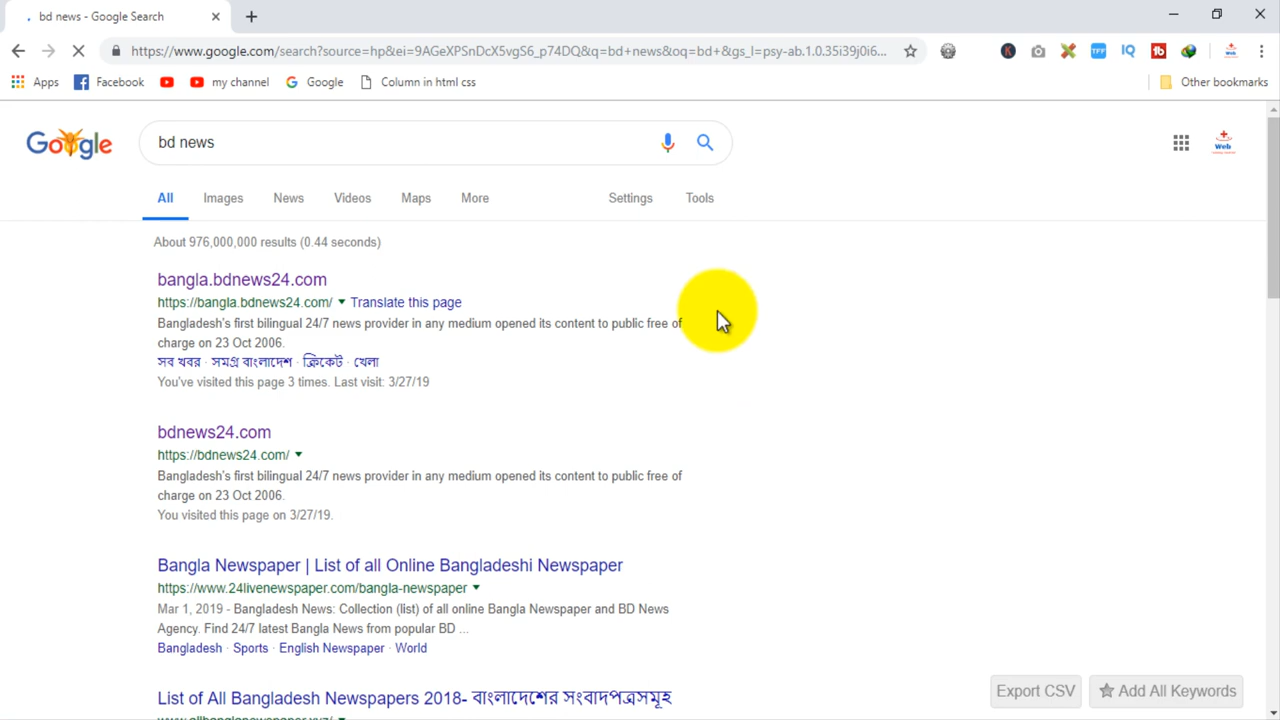 bd news - Google Search
https://www.google.com/search?source=hp&ei=9AGeXPSnDcX5vgS6_p74DQ&q=bd+news&oq=bd+&gs_l=psy-ab.1.0.35i39j0i6...
Apps Facebook my channel Google Column in html css Other bookmarks
Google bd news Web
All Images News Videos Maps More Settings Tools
About 976,000,000 results (0.44 seconds)
bangla.bdnews24.com
https://bangla.bdnews24.com/ Translate this page
Bangladesh's first bilingual 24/7 news provider in any medium opened its content to public free of
charge on 23 Oct 2006.
সব খবর · সমগ্র বাংলাদেশ · ক্রিকেট · খেলা
You've visited this page 3 times. Last visit: 3/27/19
bdnews24.com
https://bdnews24.com/
Bangladesh's first bilingual 24/7 news provider in any medium opened its content to public free of
charge on 23 Oct 2006.
You visited this page on 3/27/19.
Bangla Newspaper | List of all Online Bangladeshi Newspaper
https://www.24livenewspaper.com/bangla-newspaper
Mar 1, 2019 - Bangladesh News: Collection (list) of all online Bangla Newspaper and BD News
Agency. Find 24/7 latest Bangla News from popular BD ...
Bangladesh · Sports · English Newspaper · World
Export CSV Add All Keywords
List of All Bangladesh Newspapers 2018- বাংলাদেশের সংবাদপত্রসমূহ